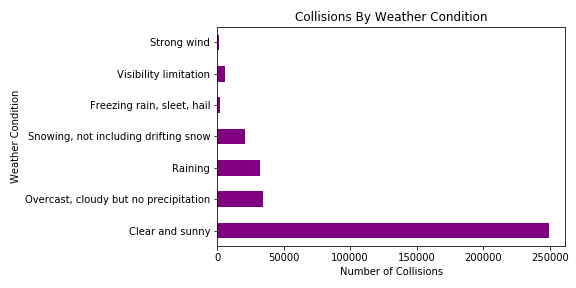 Collisions By Weather Condition
Weather Condition
Strong wind
Visibility limitation
Freezing rain, sleet, hail
Snowing, not including drifting snow
Raining
Overcast, cloudy but no precipitation
Clear and sunny
0 50000 100000 150000 200000 250000
Number of Collisions